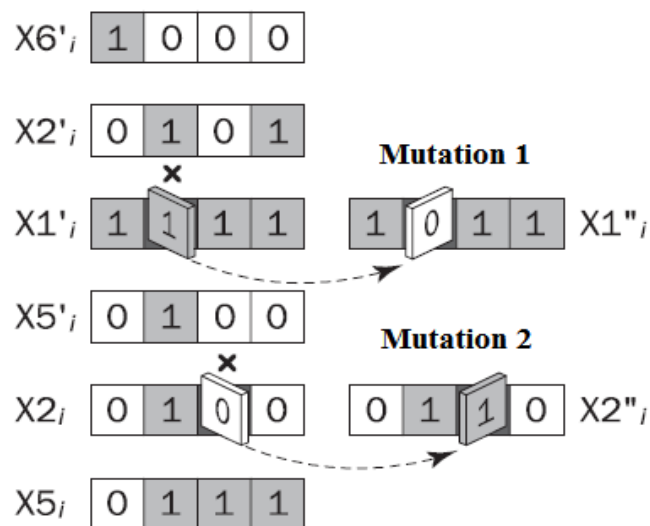 X6'i 1 0 0 0
X2'i 0 1 0 1
Mutation 1
X1'i 1 1 1 1 1 0 1 1 X1"i
X5'i 0 1 0 0
Mutation 2
X2i 0 1 0 0 0 1 1 0 X2"i
X5i 0 1 1 1